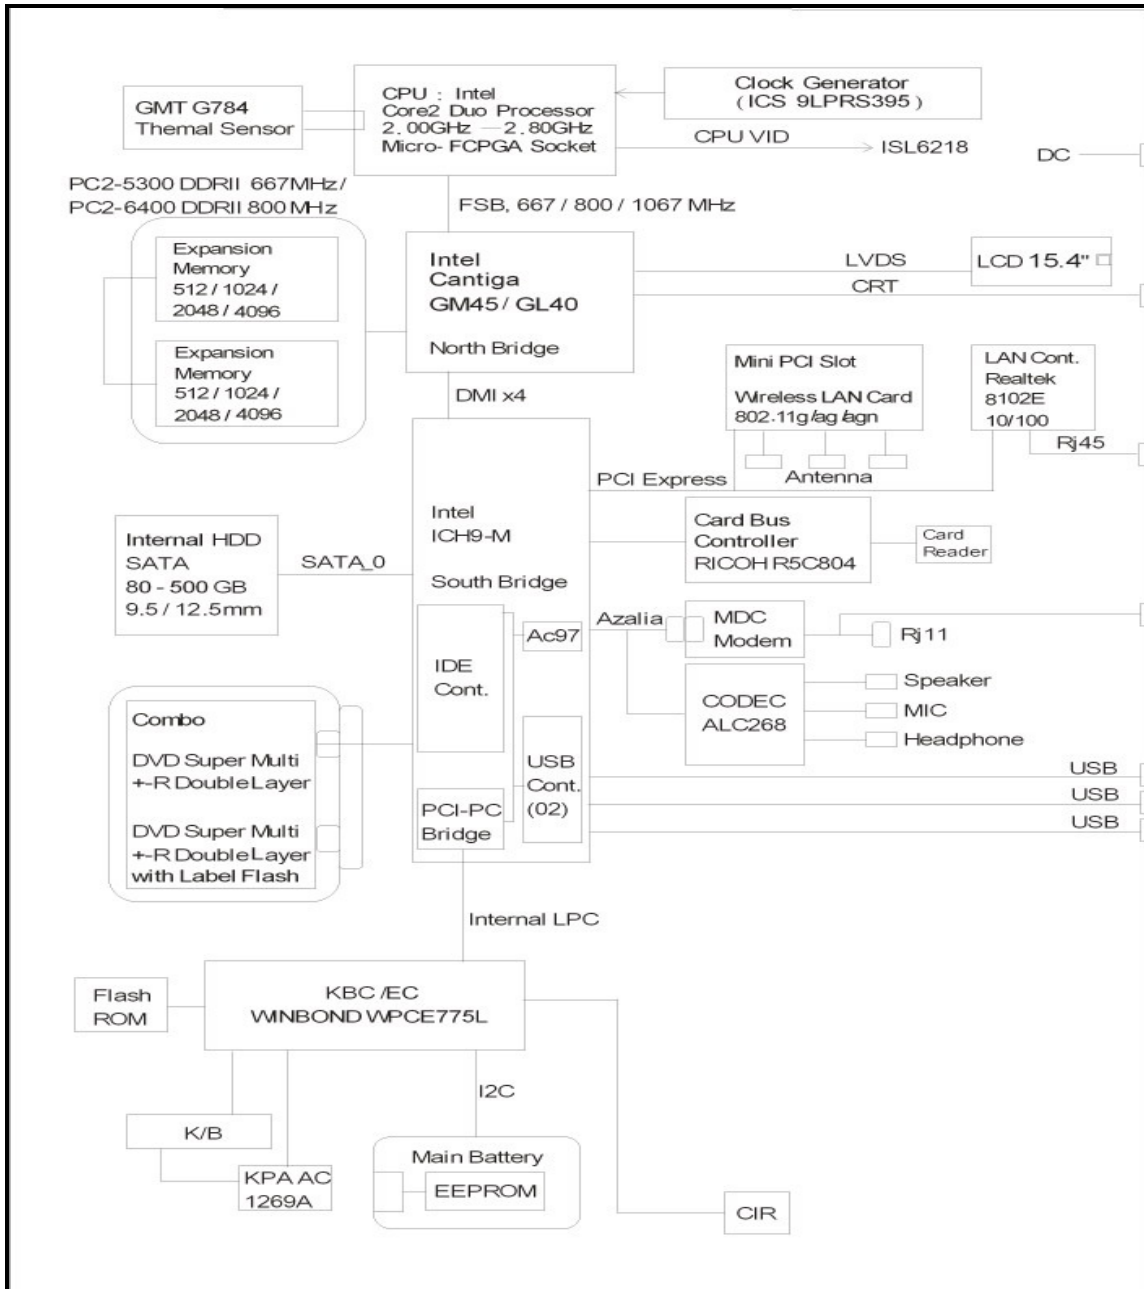 GMT G784
Themal Sensor
CPU : Intel
Core2 Duo Processor
2.00GHz — 2.80GHz
Micro- FCPGA Socket
Clock Generator
(ICS 9LPRS395)
CPU VID
ISL6218
DC
PC2-5300 DDRII 667MHz/
PC2-6400 DDRII 800 MHz
FSB, 667 / 800 / 1067 MHz
Expansion
Memory
512 / 1024 /
2048 / 4096
Expansion
Memory
512 / 1024 /
2048 / 4096
Intel
Cantiga
GM45 / GL40
North Bridge
LVDS
LCD 15.4"
CRT
DMI x4
Mini PCI Slot
Wireless LAN Card
802.11g/ag/agn
LAN Cont.
Realtek
8102E
10/100
Rj45
PCI Express
Antenna
Intel
ICH9-M
South Bridge
Internal HDD
SATA
80 - 500 GB
9.5 / 12.5mm
SATA_0
Card Bus
Controller
RICOH R5C804
Card
Reader
Azalia
MDC
Modem
Rj11
Ac97
IDE
Cont.
CODEC
ALC268
Speaker
MIC
Headphone
Combo
DVD Super Multi
+-R Double Layer
DVD Super Multi
+-R Double Layer
with Label Flash
USB
Cont.
(02)
PCI-PC
Bridge
USB
USB
USB
Internal LPC
Flash
ROM
KBC /EC
WINBOND WPCE775L
I2C
K/B
KPA AC
1269A
Main Battery
EEPROM
CIR